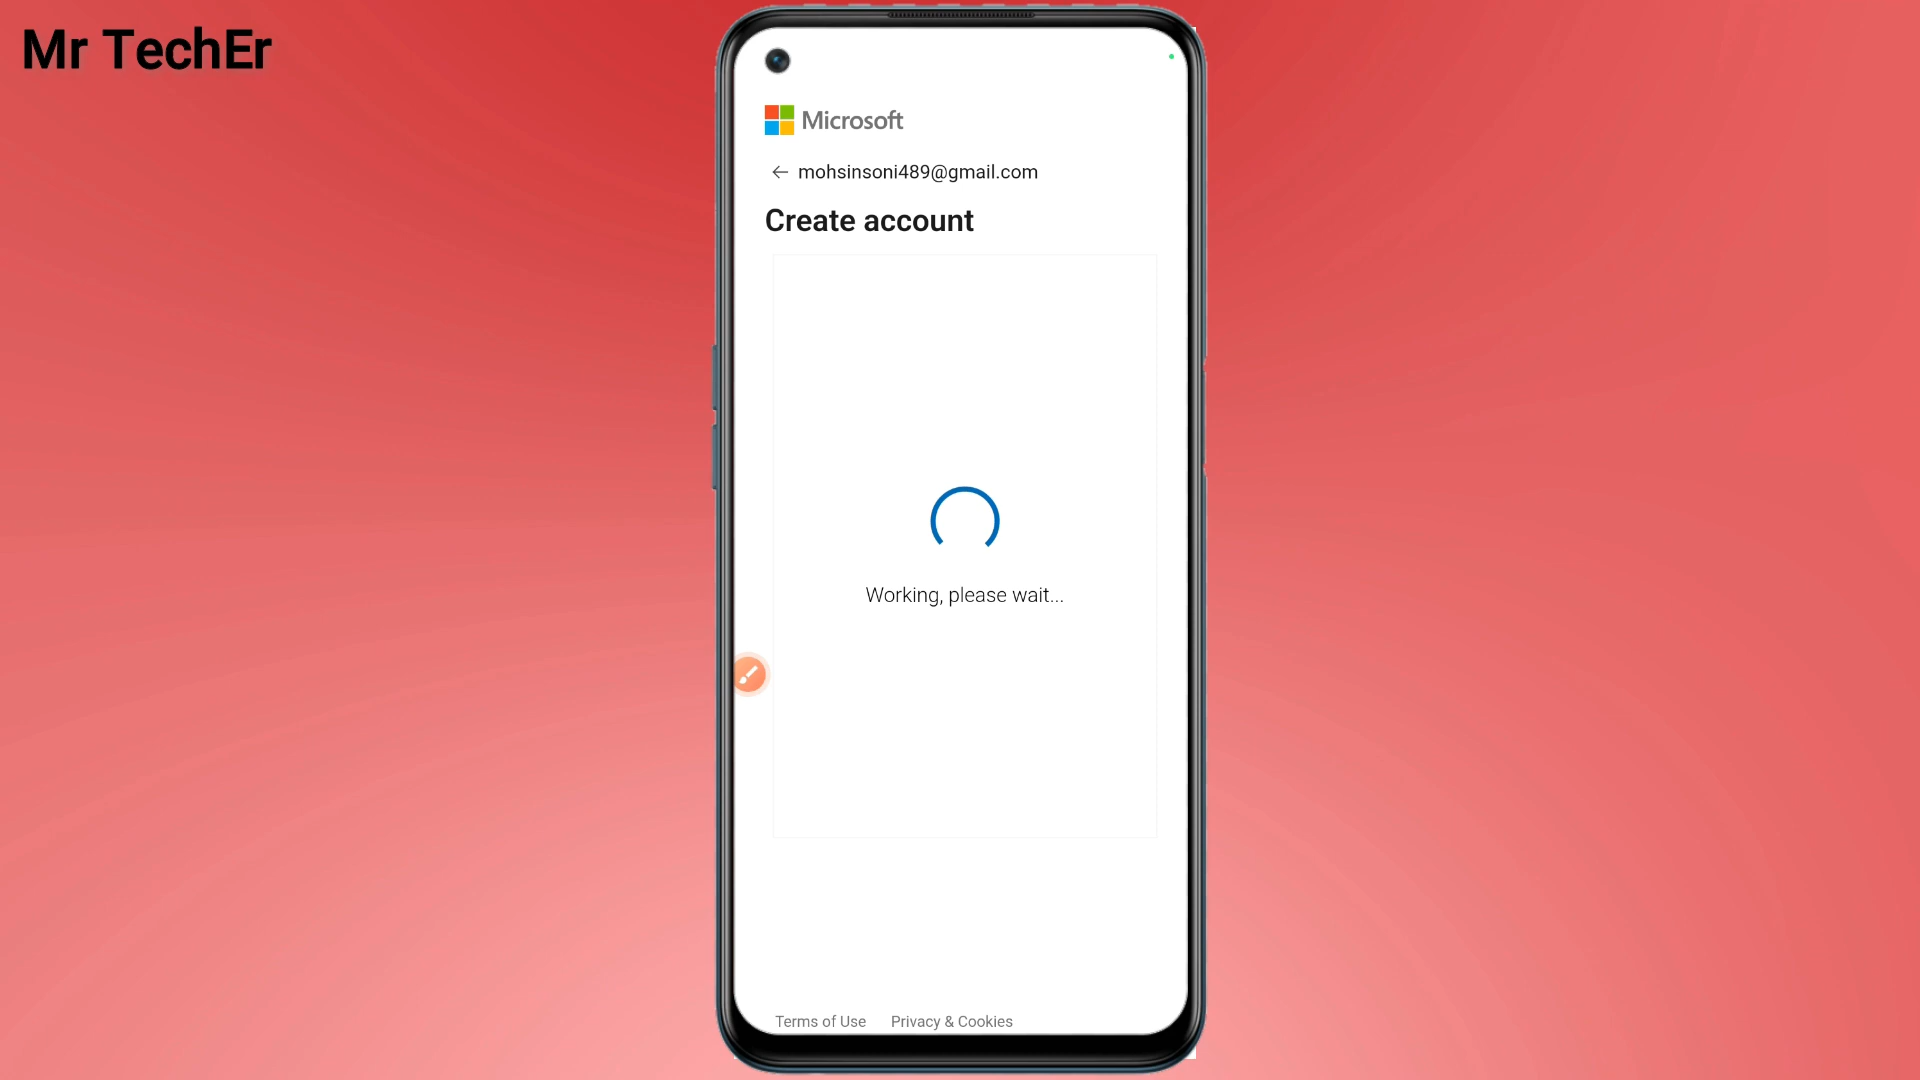 Mr TechEr
Microsoft
mohsinsoni489@gmail.com
Create account
Working, please wait...
Terms of Use
Privacy & Cookies